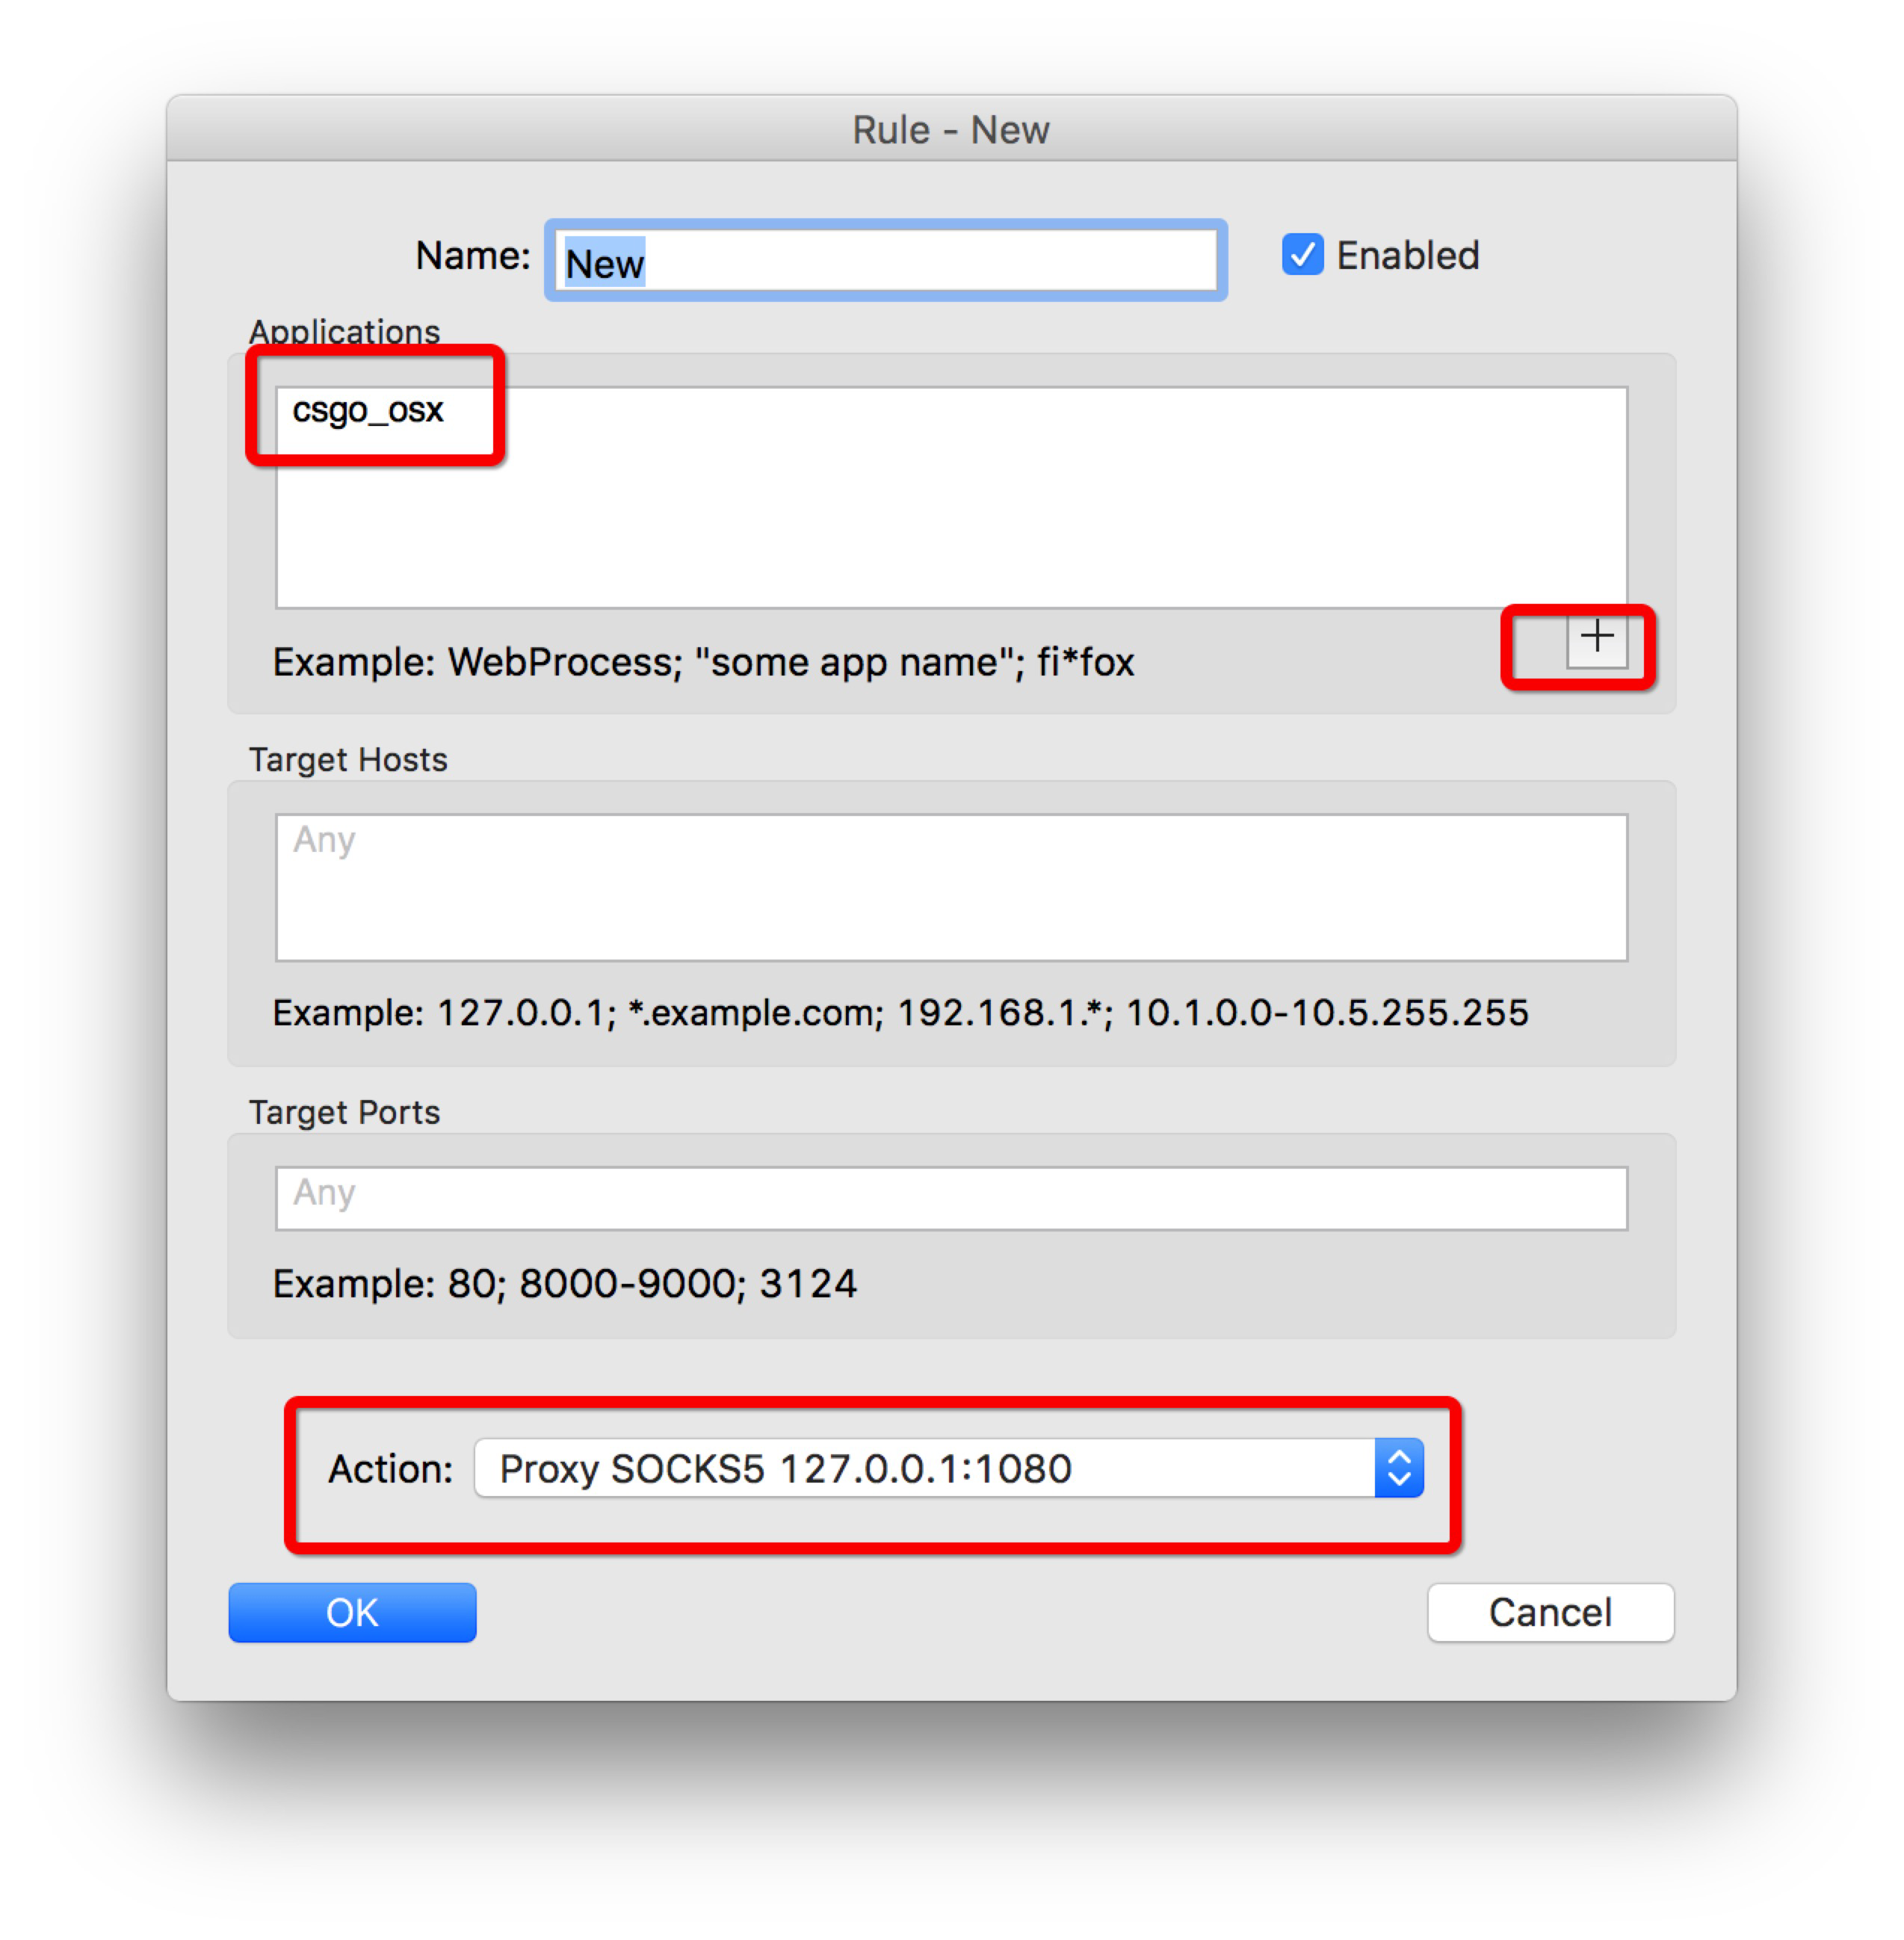 Rule - New
Name: New Enabled
Applications
csgo_osx
+
Example: WebProcess; "some app name"; fi*fox
Target Hosts
Any
Example: 127.0.0.1; *.example.com; 192.168.1.*; 10.1.0.0-10.5.255.255
Target Ports
Any
Example: 80; 8000-9000; 3124
Action: Proxy SOCKS5 127.0.0.1:1080
OK Cancel